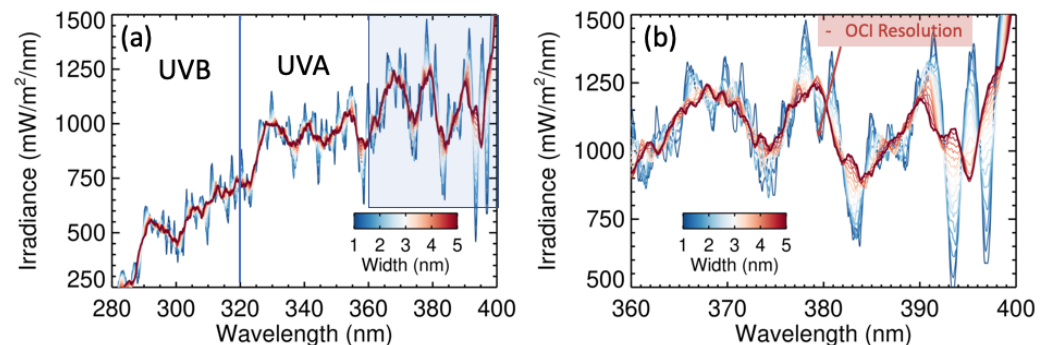 (a)
UVB
UVA
1500
1250
1000
750
500
250
Irradiance (mW/m²/nm)
1 2 3 4 5
Width (nm)
280 300 320 340 360 380 400
Wavelength (nm)
(b)
- OCI Resolution
1500
1250
1000
750
500
Irradiance (mW/m²/nm)
1 2 3 4 5
Width (nm)
360 370 380 390 400
Wavelength (nm)